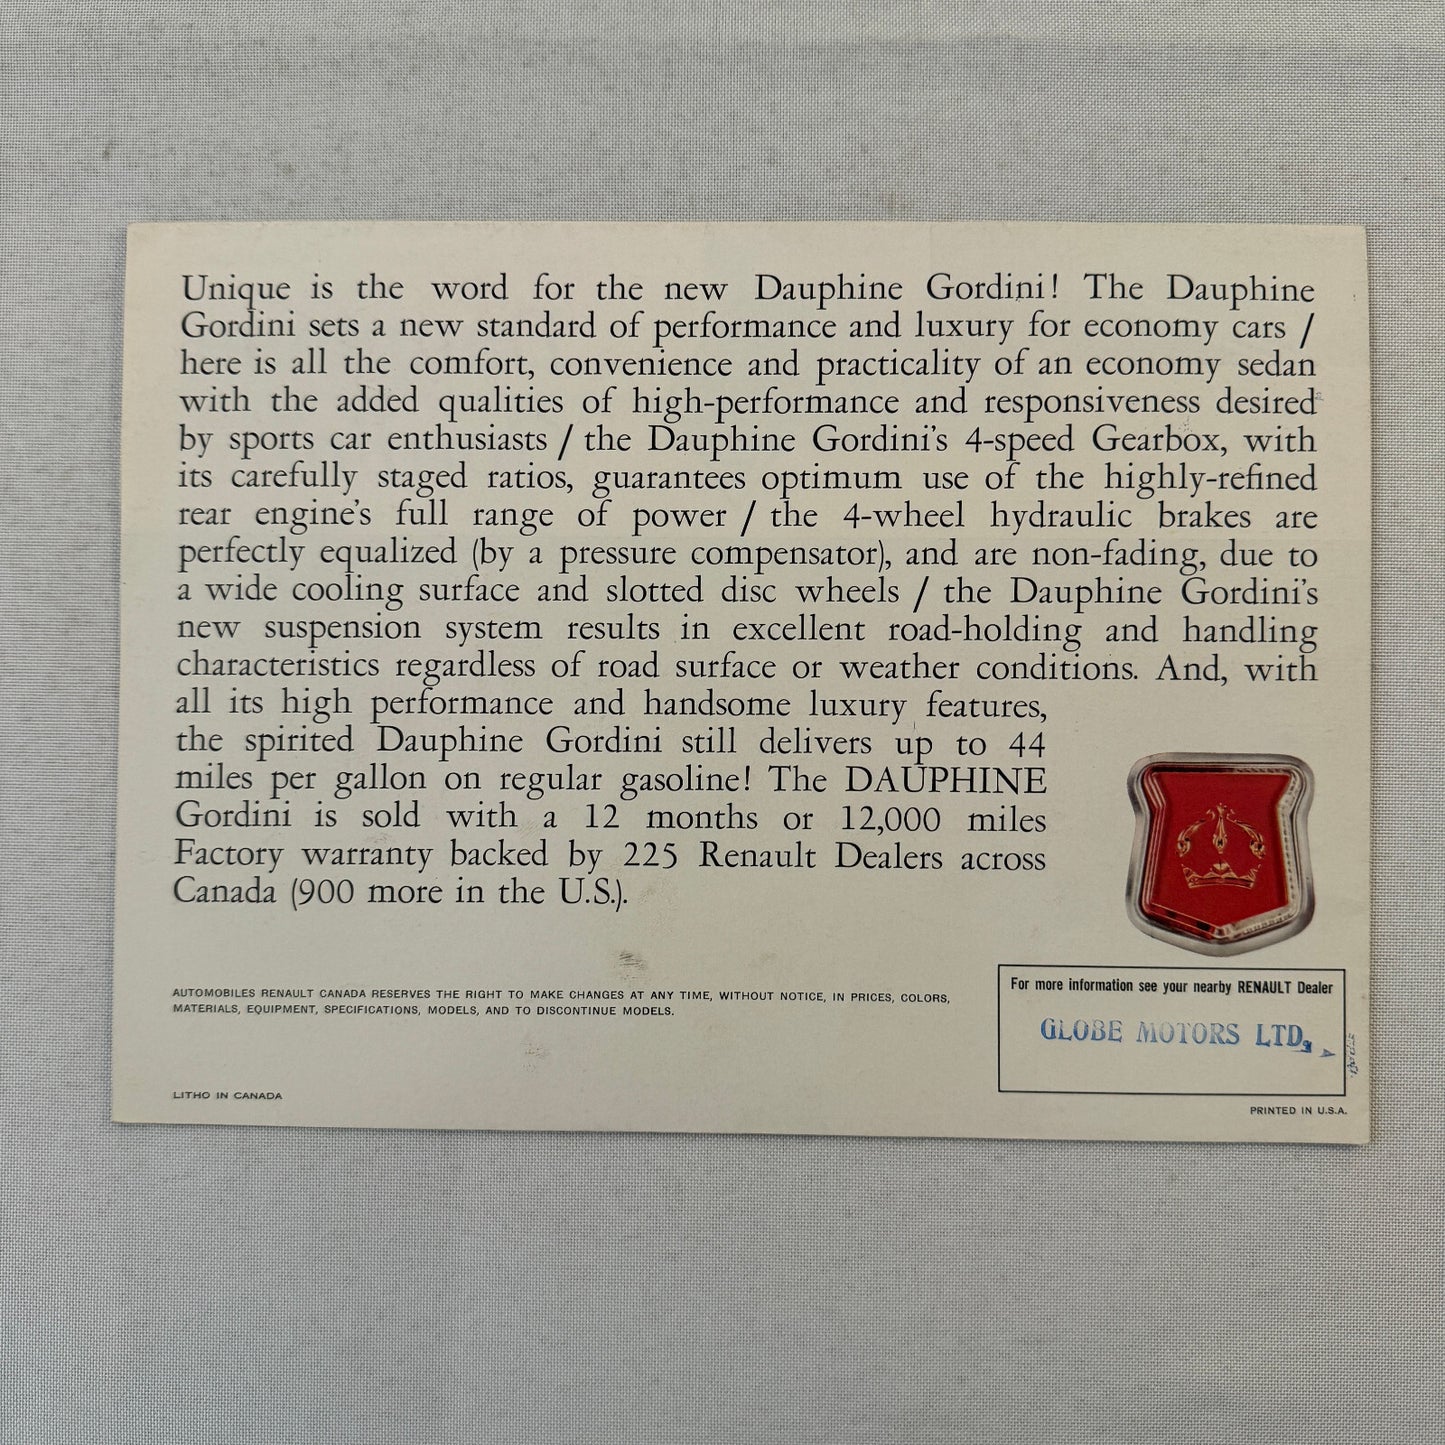 Unique is the word for the new Dauphine Gordini! The Dauphine
Gordini sets a new standard of performance and luxury for economy cars /
here is all the comfort, convenience and practicality of an economy sedan
with the added qualities of high-performance and responsiveness desired
by sports car enthusiasts / the Dauphine Gordini's 4-speed Gearbox, with
its carefully staged ratios, guarantees optimum use of the highly-refined
rear engine's full range of power / the 4-wheel hydraulic brakes are
perfectly equalized (by a pressure compensator), and are non-fading, due to
a wide cooling surface and slotted disc wheels / the Dauphine Gordini's
new suspension system results in excellent road-holding and handling
characteristics regardless of road surface or weather conditions. And, with
all its high performance and handsome luxury features,
the spirited Dauphine Gordini still delivers up to 44
miles per gallon on regular gasoline! The DAUPHINE
Gordini is sold with a 12 months or 12,000 miles
Factory warranty backed by 225 Renault Dealers across
Canada (900 more in the U.S.).
AUTOMOBILES RENAULT CANADA RESERVES THE RIGHT TO MAKE CHANGES AT ANY TIME, WITHOUT NOTICE, IN PRICES, COLORS,
MATERIALS, EQUIPMENT, SPECIFICATIONS, MODELS, AND TO DISCONTINUE MODELS.
For more information see your nearby RENAULT Dealer
GLOBE MOTORS LTD.
LITHO IN CANADA
PRINTED IN U.S.A.